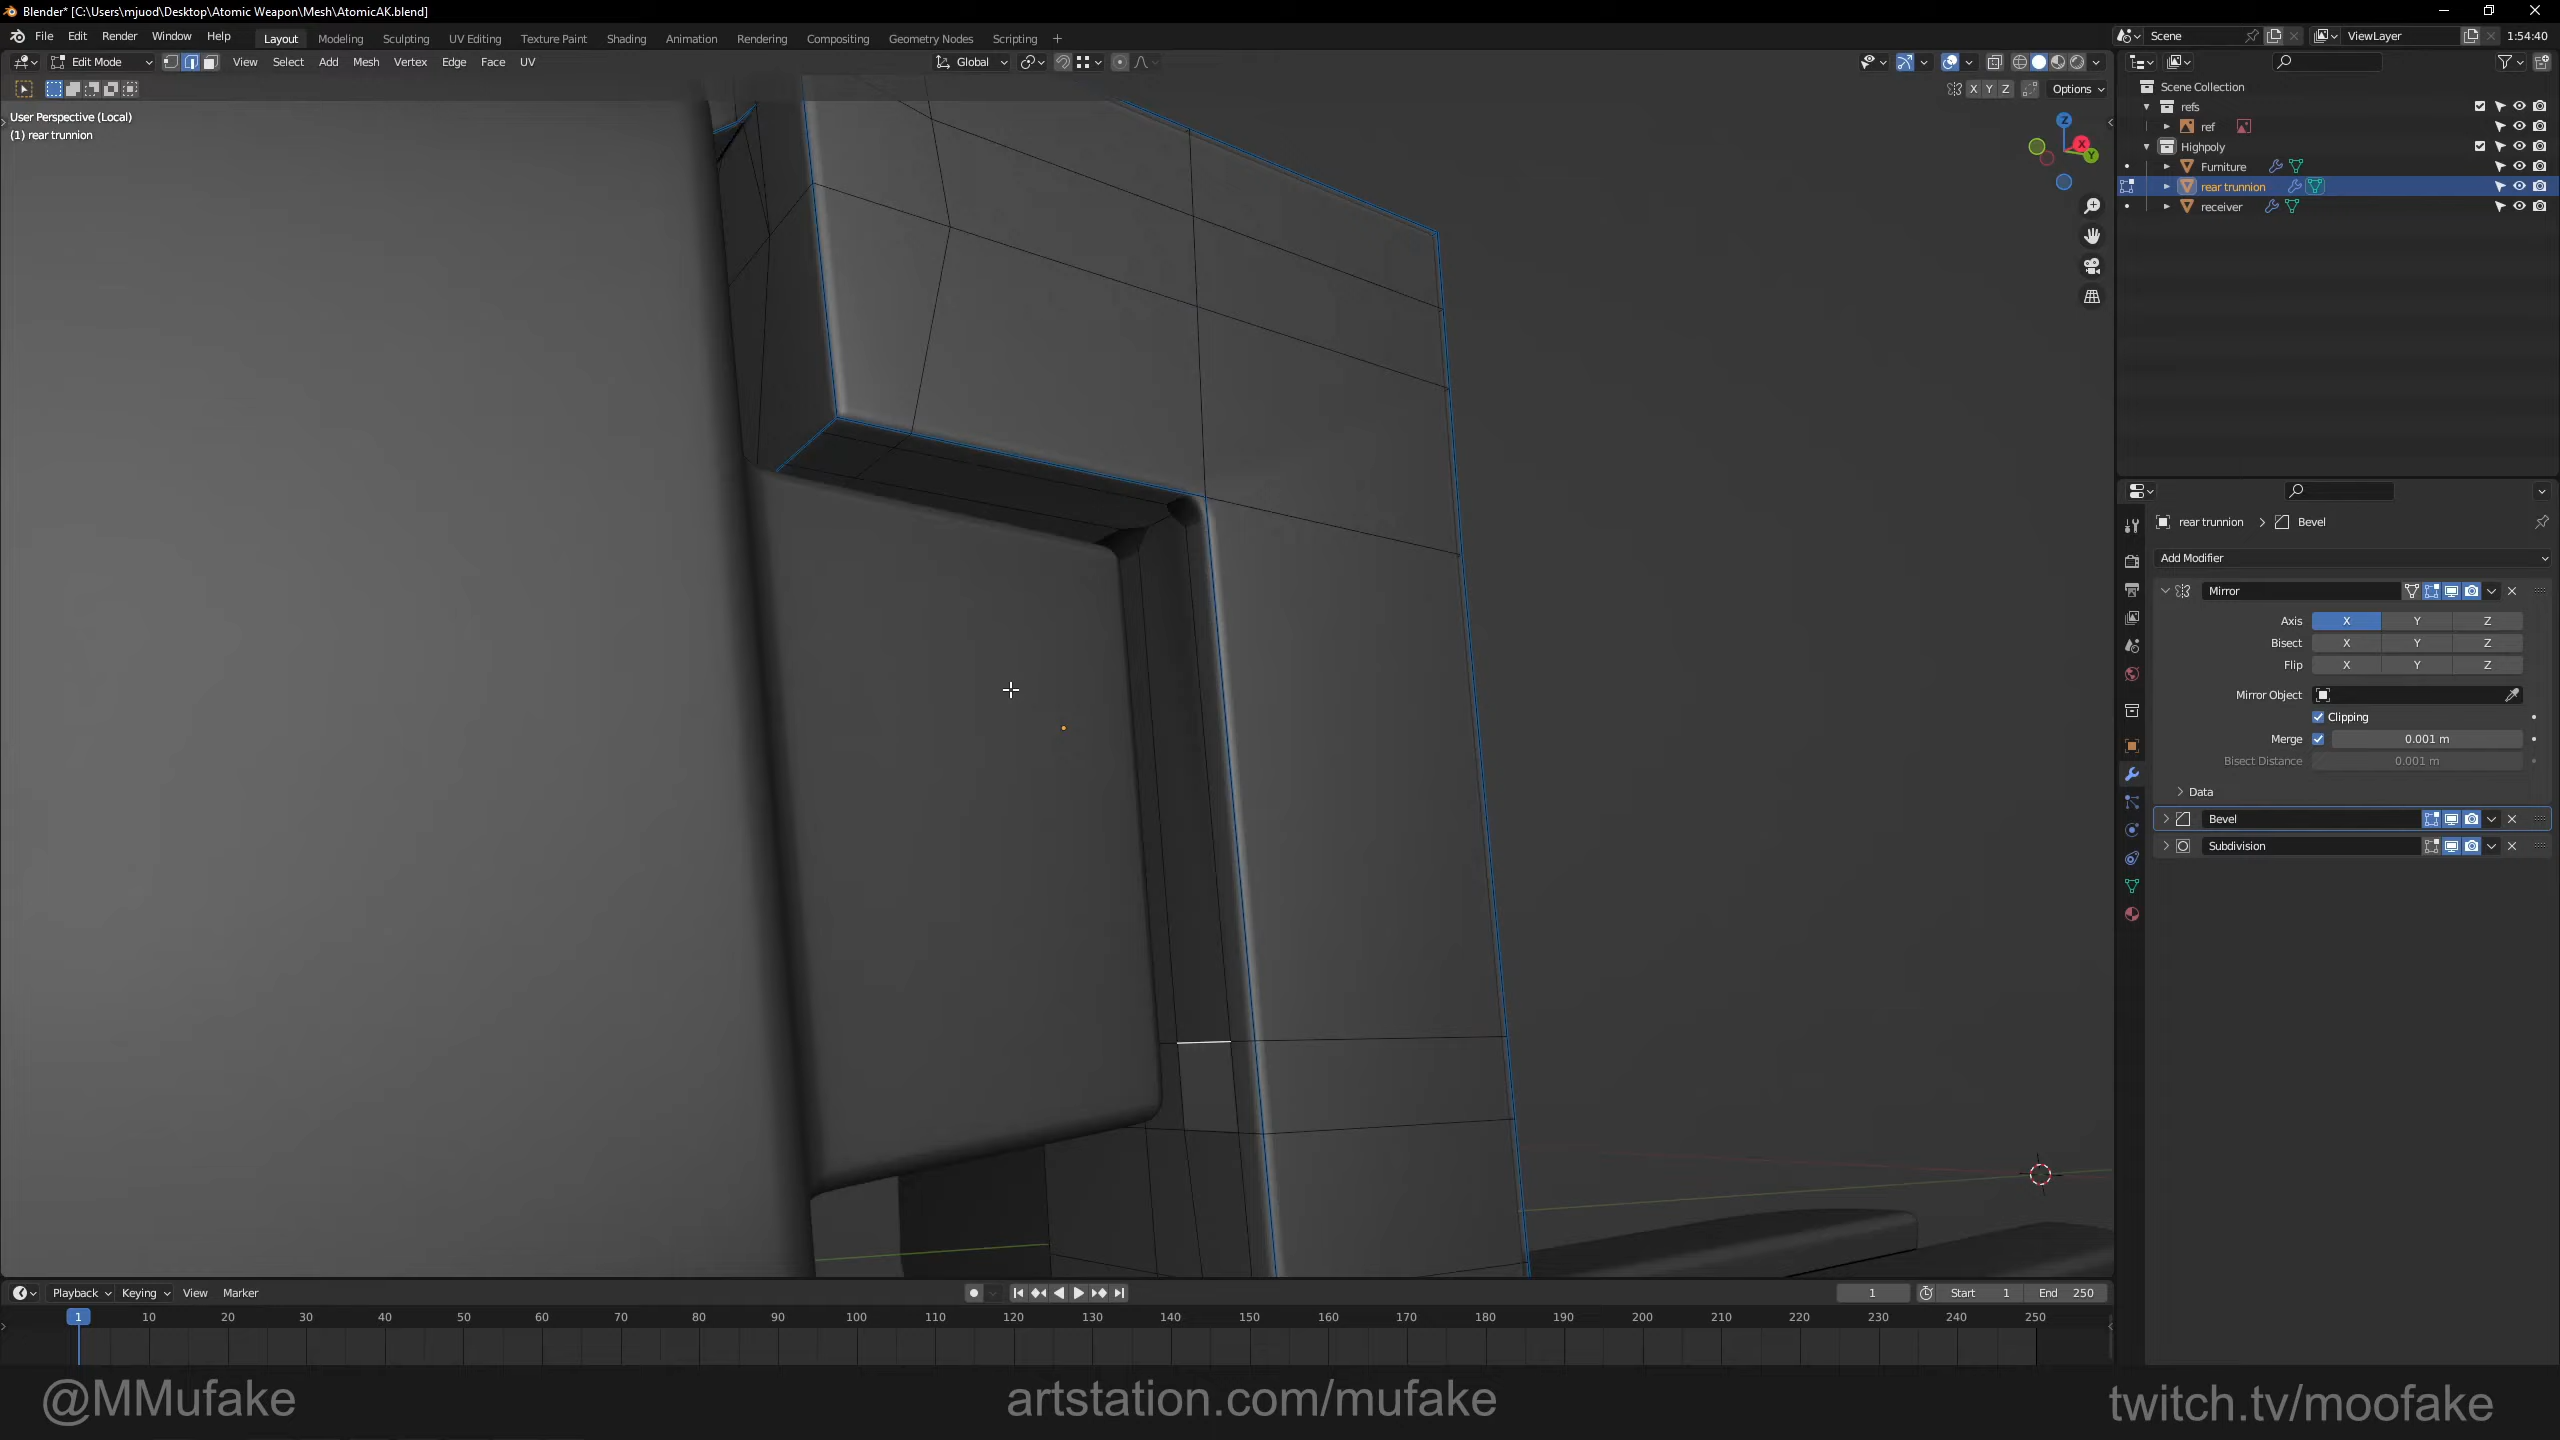 Blender* [C:\Users\mjuod\Desktop\Atomic Weapon\Mesh\AtomicAK.blend]
File Edit Render Window Help Layout Modeling Sculpting UV Editing Texture Paint Shading Animation Rendering Compositing Geometry Nodes Scripting + Scene ViewLayer 1:54:40
Edit Mode View Select Add Mesh Vertex Edge Face UV Global
X Y Z Options
User Perspective (Local)
(1) rear trunnion
Z
X
Y
Scene Collection
refs
ref
Highpoly
Furniture
rear trunnion
receiver
rear trunnion > Bevel
Add Modifier
Mirror
Axis X Y Z
Bisect X Y Z
Flip X Y Z
Mirror Object
Clipping
Merge 0.001 m
Bisect Distance 0.001 m
Data
Bevel
Subdivision
Playback Keying View Marker 1 Start 1 End 250
1 10 20 30 40 50 60 70 80 90 100 110 120 130 140 150 160 170 180 190 200 210 220 230 240 250
@MMufake artstation.com/mufake twitch.tv/moofake